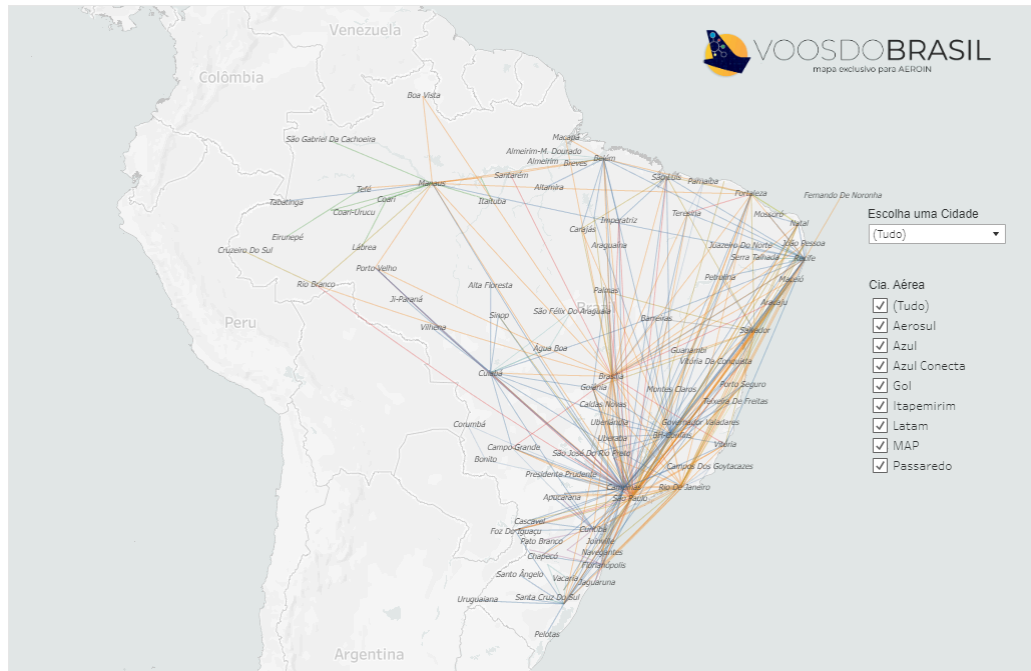 Venezuela
VOOSDOBRASIL
mapa exclusivo para AEROIN
Colômbia
Boa Vista
São Gabriel Da Cachoeira
Macapá
Almeirim-M. Dourado
Almeirim
Breves
Belém
Santarém
Manaus
Altamira
São Luís
Parnaíba
Fortaleza
Fernando De Noronha
Tefé
Tabatinga
Coari
Coari-Urucu
Itaituba
Teresina
Mossoró
Natal
Imperatriz
Carajás
Escolha uma Cidade
(Tudo)
Eirunepé
Cruzeiro Do Sul
Lábrea
Araguaína
Juazeiro Do Norte
João Pessoa
Serra Talhada
Recife
Porto Velho
Rio Branco
Alta Floresta
Palmas
Petrolina
Maceió
Cia. Aérea
(Tudo)
Aerosul
Azul
Azul Conecta
Gol
Itapemirim
Latam
MAP
Passaredo
Ji-Paraná
Aracaju
Peru
Brasil
Vilhena
Sinop
São Félix Do Araguaia
Barreiras
Salvador
Água Boa
Guanambi
Vitória Da Conquista
Cuiabá
Brasília
Goiânia
Montes Claros
Porto Seguro
Caldas Novas
Teixeira De Freitas
Corumbá
Uberlândia
Governador Valadares
Uberaba
BH-Confins
Vitória
Campo Grande
São José Do Rio Preto
Bonito
Campos Dos Goytacazes
Presidente Prudente
Campinas
Rio De Janeiro
Apucarana
São Paulo
Cascavel
Foz Do Iguaçu
Curitiba
Pato Branco
Joinville
Navegantes
Chapecó
Florianópolis
Santo Ângelo
Vacaria
Jaguaruna
Uruguaiana
Santa Cruz Do Sul
Pelotas
Argentina